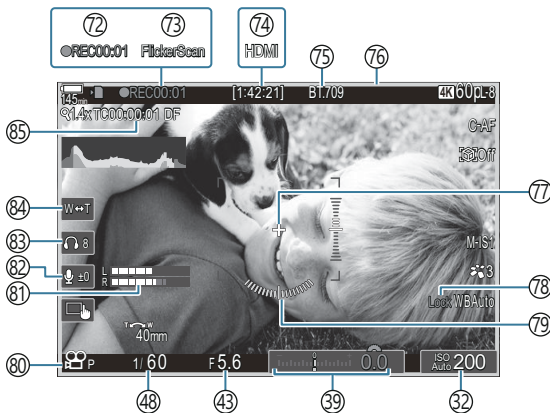 72 73 74
●REC00:01 FlickerScan HDMI
75 76
145min ●REC00:01 [1:42:21] BT.709 4K 60p L-8
1.4x TC00:00:01 DF
85
C-AF
Off
77
84 W↔T
83 8
M-IS1
82 ±0
L
R
81
3
78
Lock WBAuto
79
T W
40mm
80 P 1/60 F5.6 0 0.0 ISO Auto 200
48 43 39 32